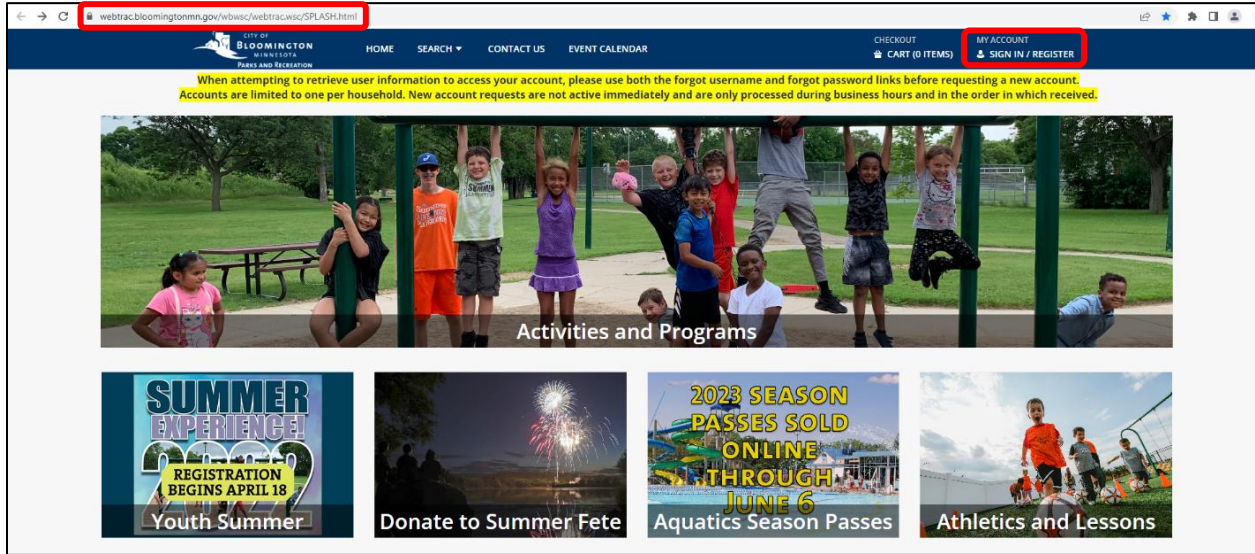 webtrac.bloomingtonmn.gov/wbwsc/webtrac.wsc/SPLASH.html
CITY OF
BLOOMINGTON
MINNESOTA
PARKS AND RECREATION
HOME SEARCH CONTACT US EVENT CALENDAR
CHECKOUT
CART (0 ITEMS)
MY ACCOUNT
SIGN IN / REGISTER
When attempting to retrieve user information to access your account, please use both the forgot username and forgot password links before requesting a new account.
Accounts are limited to one per household. New account requests are not active immediately and are only processed during business hours and in the order in which received.
SUMMER
Activities and Programs
SUMMER
EXPERIENCE!
REGISTRATION
BEGINS APRIL 18
Youth Summer
Donate to Summer Fete
2023 SEASON
PASSES SOLD
ONLINE
THROUGH
JUNE 6
Aquatics Season Passes
Athletics and Lessons